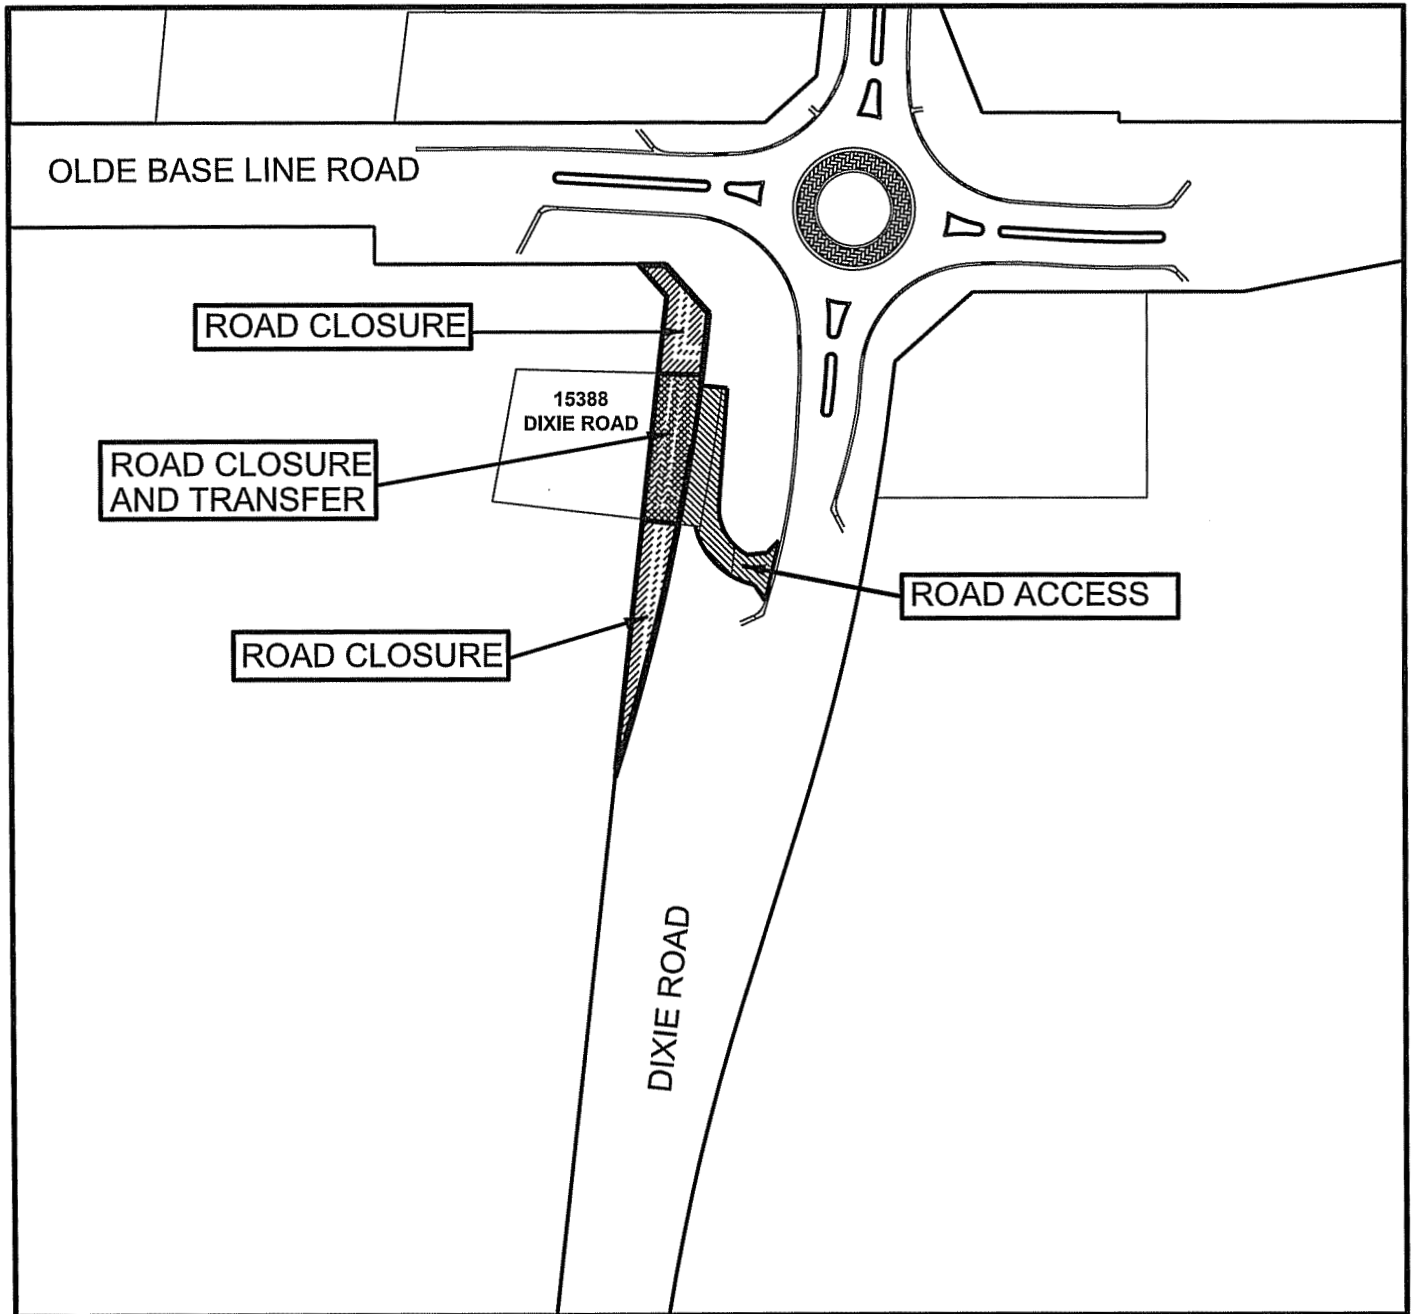 OLDE BASE LINE ROAD
ROAD CLOSURE
15388
DIXIE ROAD
ROAD CLOSURE
AND TRANSFER
ROAD ACCESS
ROAD CLOSURE
DIXIE ROAD